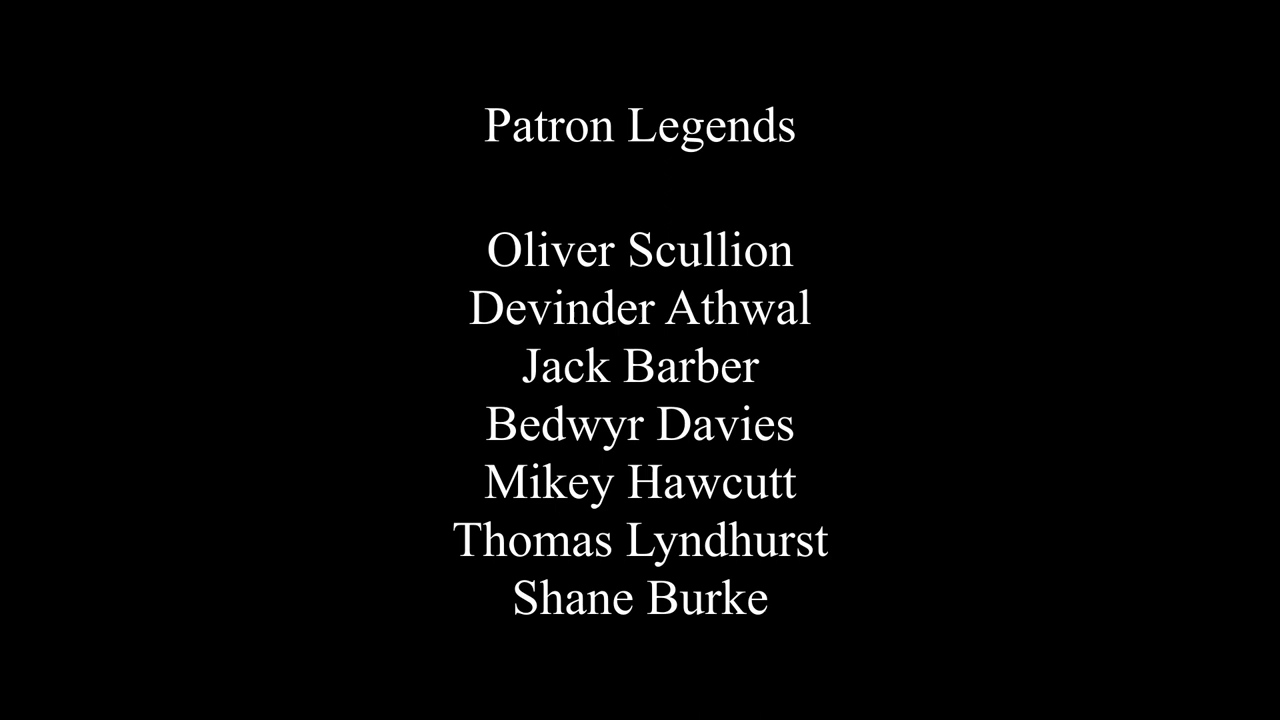 Patron Legends
Oliver Scullion
Devinder Athwal
Jack Barber
Bedwyr Davies
Mikey Hawcutt
Thomas Lyndhurst
Shane Burke